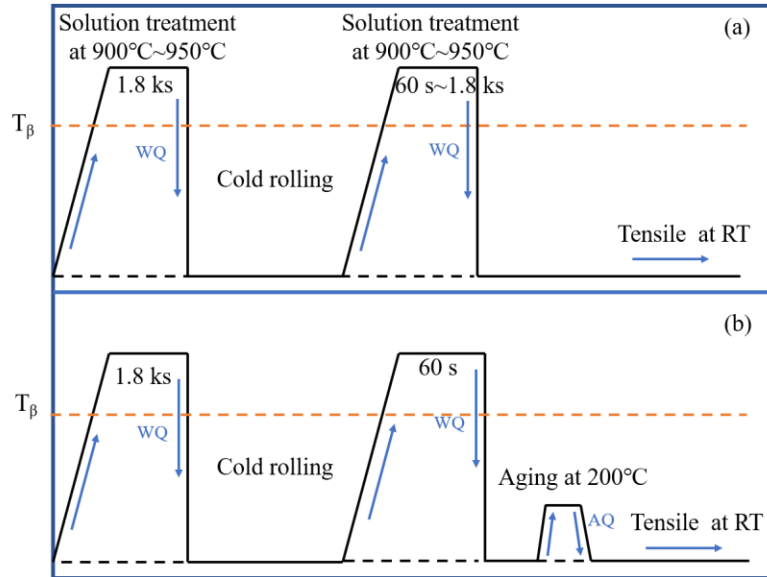 Solution treatment
at 900℃~950℃
Solution treatment
at 900℃~950℃
(a)
1.8 ks
60 s~1.8 ks
Tβ
WQ
WQ
Cold rolling
Tensile at RT
(b)
1.8 ks
60 s
Tβ
WQ
WQ
Cold rolling
Aging at 200℃
AQ
Tensile at RT